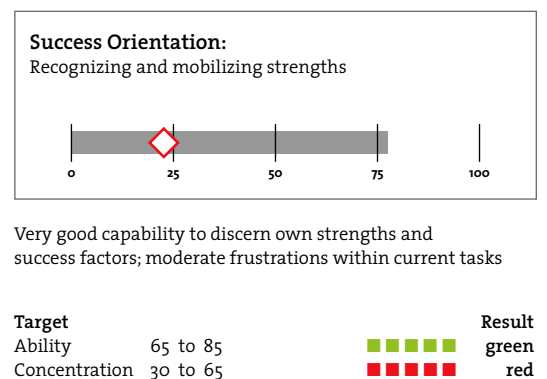 Success Orientation:
Recognizing and mobilizing strengths
0 25 50 75 100
Very good capability to discern own strengths and
success factors; moderate frustrations within current tasks
Target Result
Ability 65 to 85 green
Concentration 30 to 65 red